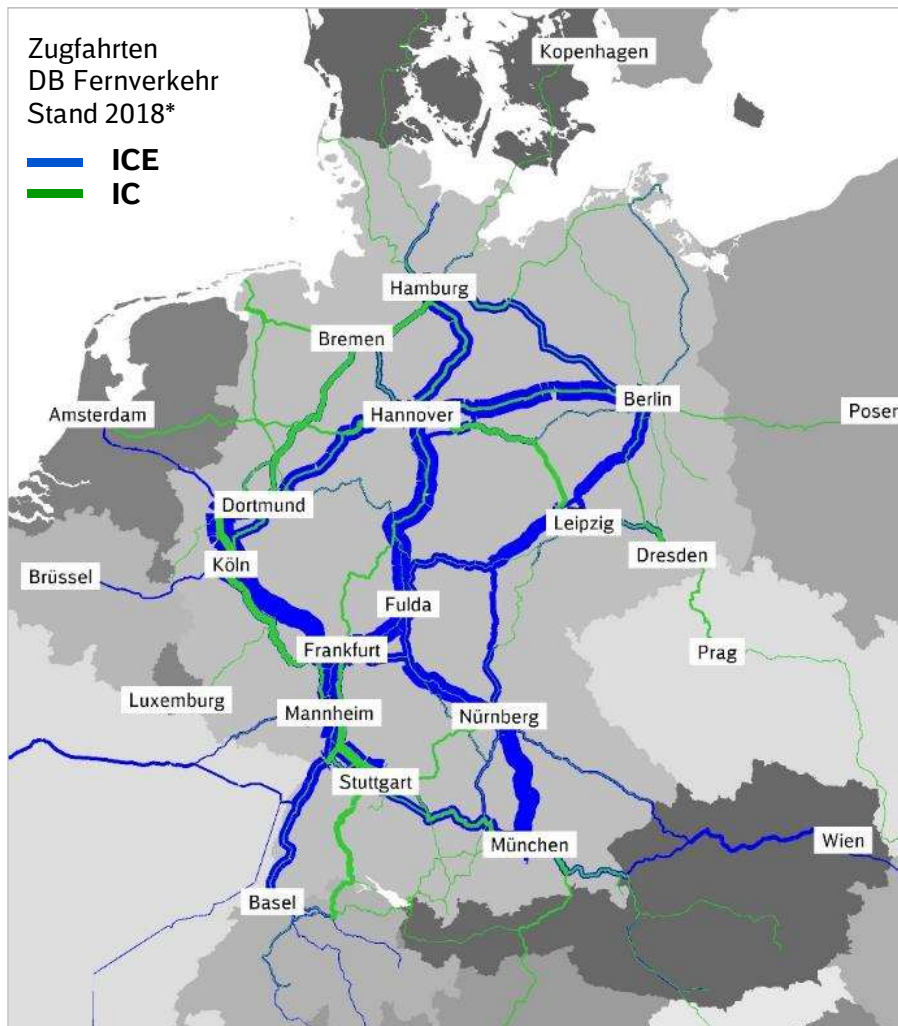 Zugfahrten
DB Fernverkehr
Stand 2018*
ICE
IC
Kopenhagen
Hamburg
Bremen
Amsterdam
Hannover
Berlin
Posen
Dortmund
Leipzig
Köln
Dresden
Brüssel
Fulda
Frankfurt
Prag
Luxemburg
Mannheim
Nürnberg
Stuttgart
München
Wien
Basel